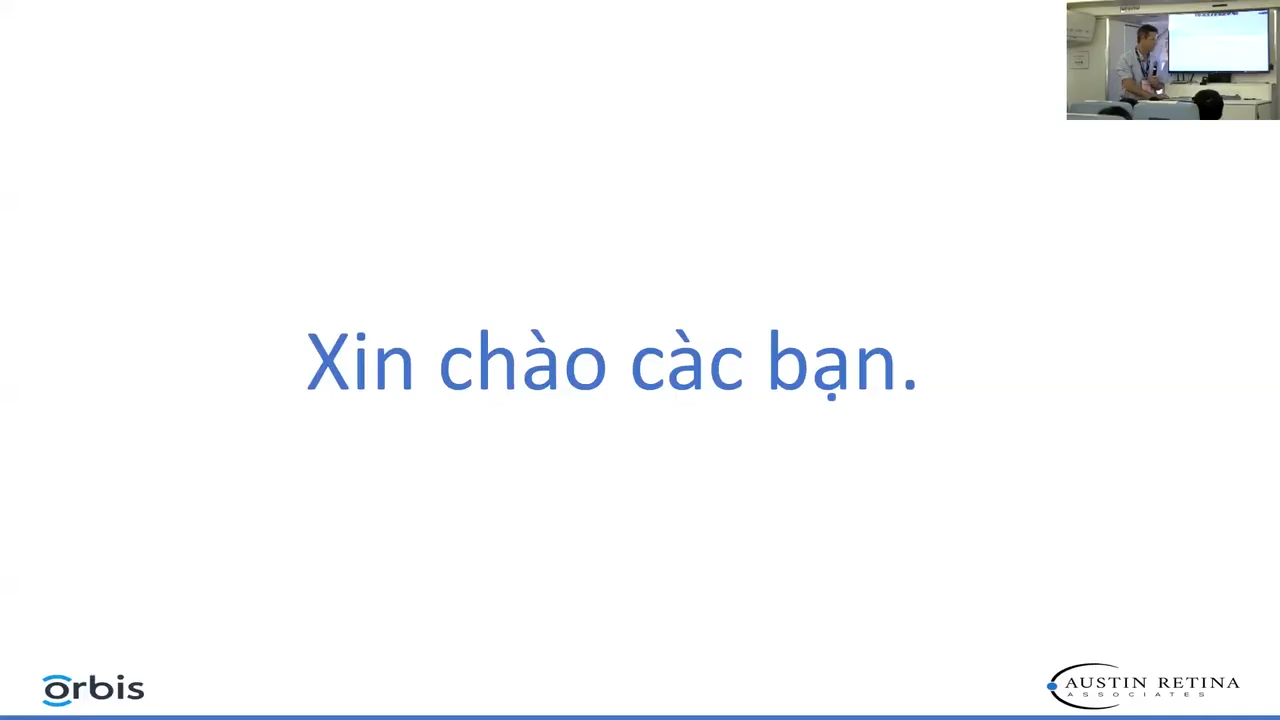 Xin chào càc bạn.
orbis
AUSTIN RETINA
ASSOCIATES